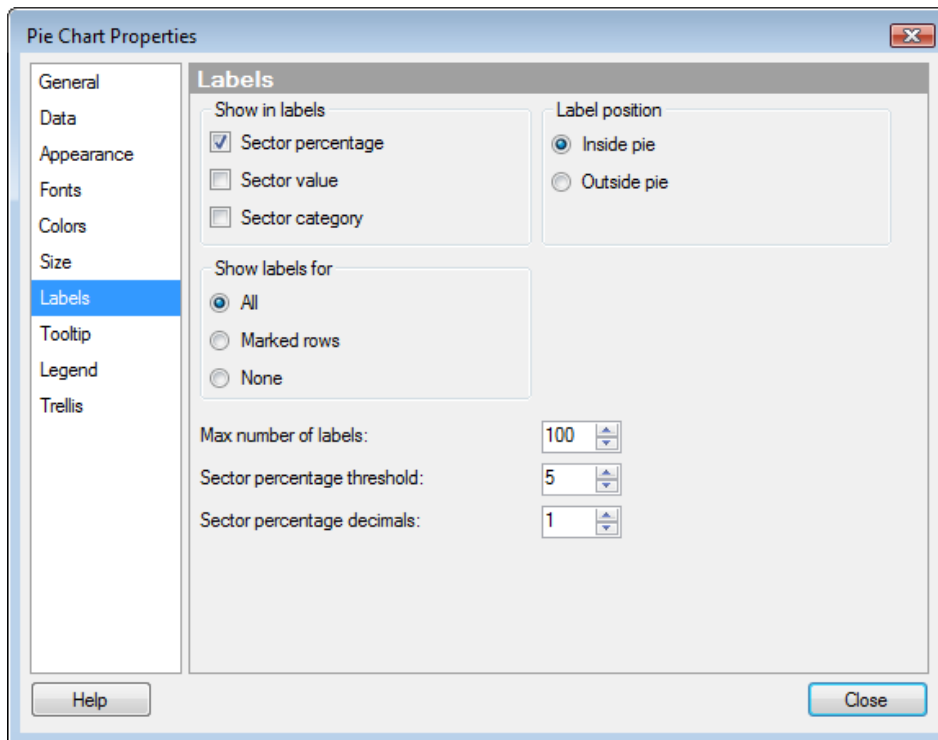 Pie Chart Properties
General
Data
Appearance
Fonts
Colors
Size
Labels
Tooltip
Legend
Trellis
Labels
Show in labels
Sector percentage
Sector value
Sector category
Label position
Inside pie
Outside pie
Show labels for
All
Marked rows
None
Max number of labels: 100
Sector percentage threshold: 5
Sector percentage decimals: 1
Help
Close